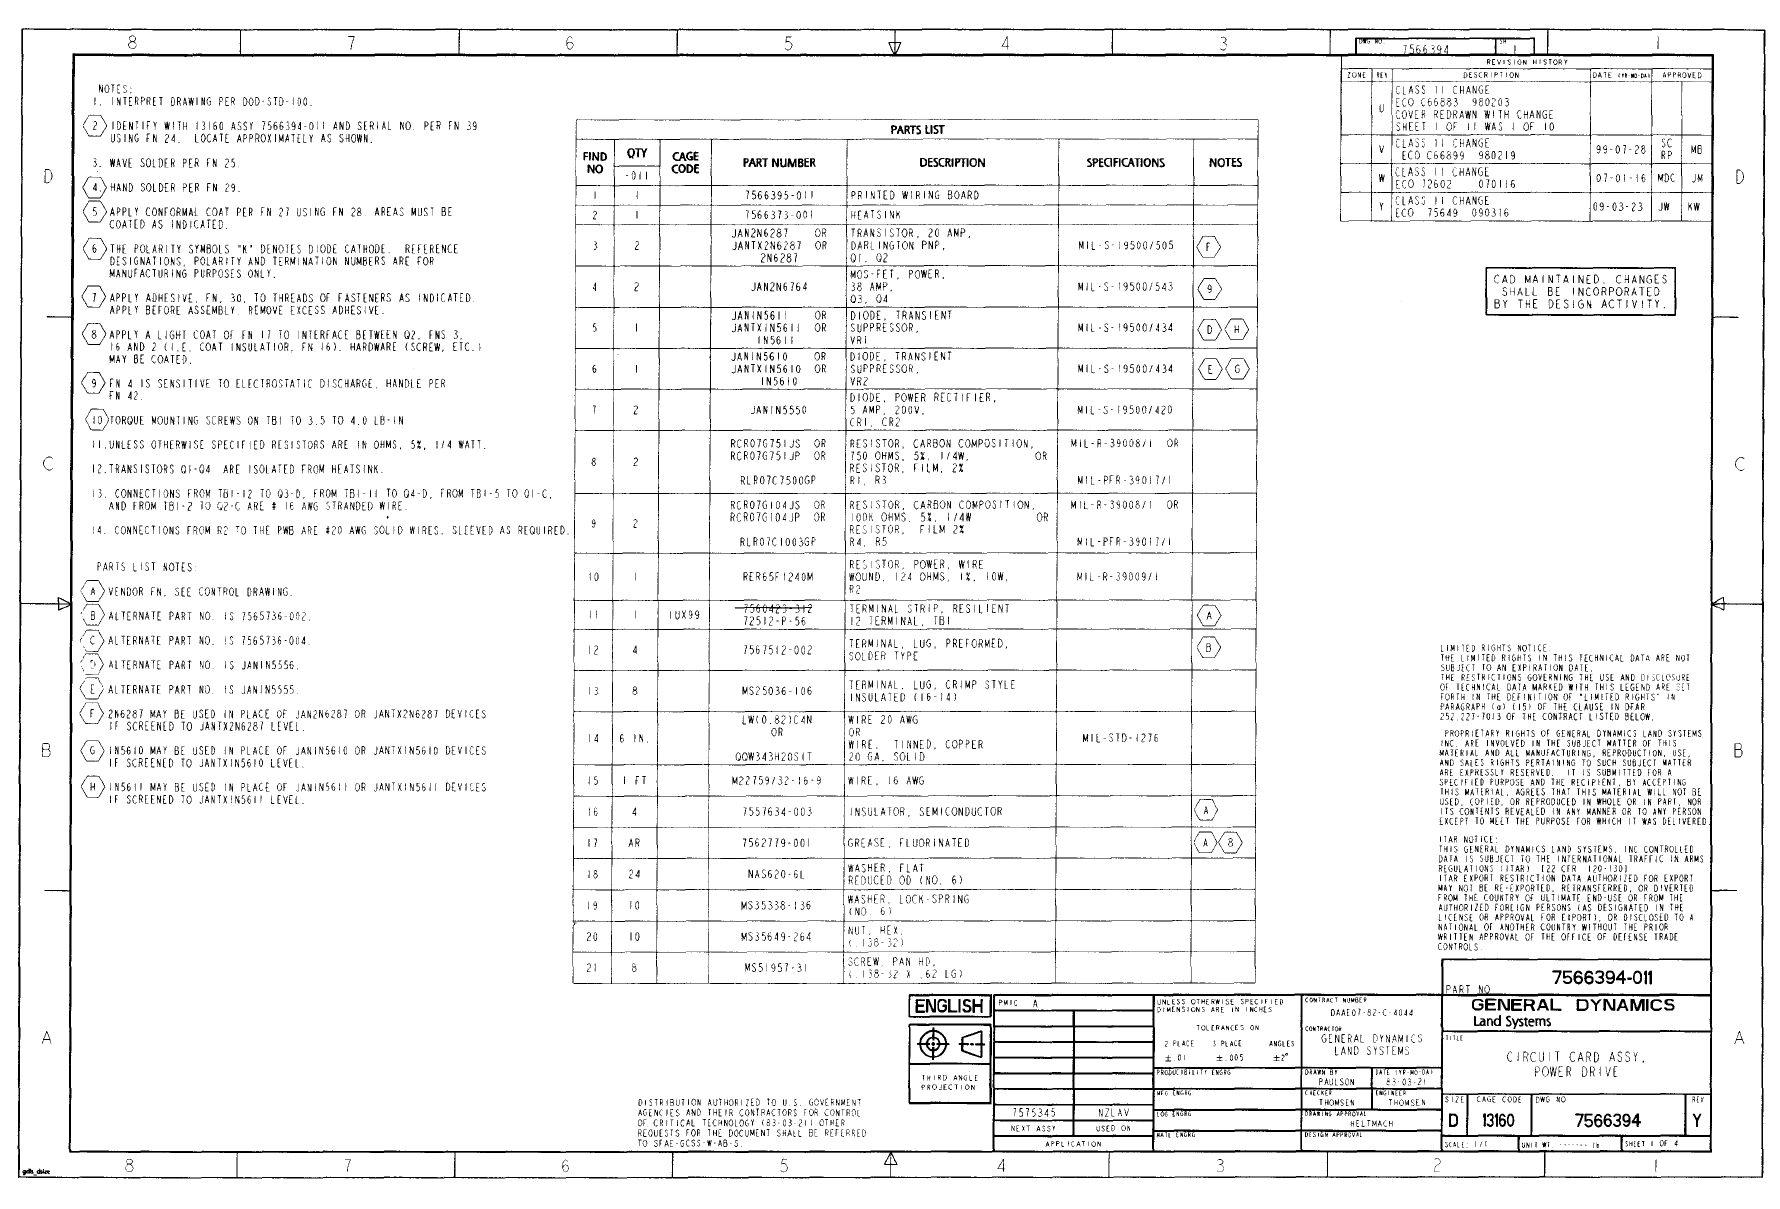 8 7 6 5 4 3 1
DWG NO. 7566394 SH 1
REVISION HISTORY
ZONE REV DESCRIPTION DATE (YR-MO-DA) APPROVED
U CLASS II CHANGE
ECO C66883 980203
COVER REDRAWN WITH CHANGE
SHEET 1 OF 11 WAS 1 OF 10
V CLASS II CHANGE 99-07-28 SC MB
ECO C66899 980219 RP
W CLASS II CHANGE 07-01-16 MDC JM
ECO 72602 070116
Y CLASS II CHANGE 09-03-23 JW KW
ECO 75649 090316
CAD MAINTAINED. CHANGES
SHALL BE INCORPORATED
BY THE DESIGN ACTIVITY.
D
C
B
A
NOTES:
1. INTERPRET DRAWING PER DOD-STD-100.
2 IDENTIFY WITH 13160 ASSY 7566394-011 AND SERIAL NO. PER FN 39
USING FN 24. LOCATE APPROXIMATELY AS SHOWN.
3. WAVE SOLDER PER FN 25.
4. HAND SOLDER PER FN 29.
5 APPLY CONFORMAL COAT PER FN 27 USING FN 28. AREAS MUST BE
COATED AS INDICATED.
6 THE POLARITY SYMBOLS "K" DENOTES DIODE CATHODE. REFERENCE
DESIGNATIONS, POLARITY AND TERMINATION NUMBERS ARE FOR
MANUFACTURING PURPOSES ONLY.
7 APPLY ADHESIVE, FN, 30, TO THREADS OF FASTENERS AS INDICATED.
APPLY BEFORE ASSEMBLY. REMOVE EXCESS ADHESIVE.
8 APPLY A LIGHT COAT OF FN 17 TO INTERFACE BETWEEN Q2, FNS 3,
16 AND 2 (I.E. COAT INSULATIOR, FN 16). HARDWARE (SCREW, ETC.)
MAY BE COATED.
9 FN 4 IS SENSITIVE TO ELECTROSTATIC DISCHARGE, HANDLE PER
FN 42.
10 TORQUE MOUNTING SCREWS ON TB1 TO 3.5 TO 4.0 LB-IN
11.UNLESS OTHERWISE SPECIFIED RESISTORS ARE IN OHMS, 5%, 1/4 WATT.
12.TRANSISTORS Q1-Q4 ARE ISOLATED FROM HEATSINK.
13. CONNECTIONS FROM TB1-12 TO Q3-D, FROM TB1-11 TO Q4-D, FROM TB1-5 TO Q1-C,
AND FROM TB1-2 TO Q2-C ARE # 16 AWG STRANDED WIRE.
14. CONNECTIONS FROM R2 TO THE PWB ARE #20 AWG SOLID WIRES, SLEEVED AS REQUIRED.
PARTS LIST NOTES:
A VENDOR FN, SEE CONTROL DRAWING.
B ALTERNATE PART NO. IS 7565736-002.
C ALTERNATE PART NO. IS 7565736-004.
D ALTERNATE PART NO. IS JAN1N5556.
E ALTERNATE PART NO. IS JAN1N5555.
F 2N6287 MAY BE USED IN PLACE OF JAN2N6287 OR JANTX2N6287 DEVICES
IF SCREENED TO JANTX2N6287 LEVEL.
G IN5610 MAY BE USED IN PLACE OF JAN1N5610 OR JANTX1N5610 DEVICES
IF SCREENED TO JANTX1N5610 LEVEL.
H IN5611 MAY BE USED IN PLACE OF JAN1N5611 OR JANTX1N5611 DEVICES
IF SCREENED TO JANTX1N5611 LEVEL.
PARTS LIST
FIND NO QTY -011 CAGE CODE PART NUMBER DESCRIPTION SPECIFICATIONS NOTES
1 1 7566395-011 PRINTED WIRING BOARD
2 1 7566373-001 HEATSINK
JAN2N6287 OR TRANSISTOR, 20 AMP,
3 2 JANTX2N6287 OR DARLINGTON PNP, MIL-S-19500/505 F
2N6287 Q1, Q2
MOS-FET, POWER,
4 2 JAN2N6764 38 AMP, MIL-S-19500/543 9
Q3, Q4
JAN1N5611 OR DIODE, TRANSIENT
5 1 JANTX1N5611 OR SUPPRESSOR, MIL-S-19500/434 D H
1N5611 VR1
JAN1N5610 OR DIODE, TRANSIENT
6 1 JANTX1N5610 OR SUPPRESSOR, MIL-S-19500/434 E G
1N5610 VR2
DIODE, POWER RECTIFIER,
7 2 JAN1N5550 5 AMP, 200V, MIL-S-19500/420
CR1, CR2
RCR07G751JS OR RESISTOR, CARBON COMPOSITION, MIL-R-39008/1 OR
RCR07G751JP OR 750 OHMS, 5%, 1/4W, OR
8 2 RESISTOR, FILM, 2%
RLR07C7500GP R1, R3 MIL-PFR-39017/1
RCR07G104JS OR RESISTOR, CARBON COMPOSITION, MIL-R-39008/1 OR
RCR07G104JP OR 100K OHMS, 5%, 1/4W OR
9 2 RESISTOR, FILM 2%
RLR07C1003GP R4, R5 MIL-PFR-39017/1
RESISTOR, POWER, WIRE
10 1 RER65F1240M WOUND, 124 OHMS, 1%, 10W, MIL-R-39009/1
R2
7560423-312 TERMINAL STRIP, RESILIENT
11 1 1UX99 72512-P-56 12 TERMINAL, TB1 A
12 4 7567512-002 TERMINAL, LUG, PREFORMED, B
SOLDER TYPE
13 8 MS25036-106 TERMINAL, LUG, CRIMP STYLE
INSULATED (16-14)
LW(0.82)C4N WIRE 20 AWG
OR OR
14 6 IN. WIRE, TINNED, COPPER MIL-STD-1276
QQW343H20S1T 20 GA, SOLID
15 1 FT M22759/32-16-9 WIRE, 16 AWG
16 4 7557634-003 INSULATOR, SEMICONDUCTOR A
17 AR 7562779-001 GREASE, FLUORINATED A 8
18 24 NAS620-6L WASHER, FLAT
REDUCED OD (NO. 6)
19 10 MS35338-136 WASHER, LOCK-SPRING
(NO. 6)
20 10 MS35649-264 NUT, HEX,
(.138-32)
21 8 MS51957-31 SCREW, PAN HD,
(.138-32 X .62 LG)
D
C
B
A
LIMITED RIGHTS NOTICE:
THE LIMITED RIGHTS IN THIS TECHNICAL DATA ARE NOT
SUBJECT TO AN EXPIRATION DATE.
THE RESTRICTIONS GOVERNING THE USE AND DISCLOSURE
OF TECHNICAL DATA MARKED WITH THIS LEGEND ARE SET
FORTH IN THE DEFINITION OF "LIMITED RIGHTS" IN
PARAGRAPH (a) (15) OF THE CLAUSE IN DFAR
252.227-7013 OF THE CONTRACT LISTED BELOW.
PROPRIETARY RIGHTS OF GENERAL DYNAMICS LAND SYSTEMS
INC. ARE INVOLVED IN THE SUBJECT MATTER OF THIS
MATERIAL AND ALL MANUFACTURING, REPRODUCTION, USE,
AND SALES RIGHTS PERTAINING TO SUCH SUBJECT MATTER
ARE EXPRESSLY RESERVED. IT IS SUBMITTED FOR A
SPECIFIED PURPOSE AND THE RECIPIENT, BY ACCEPTING
THIS MATERIAL, AGREES THAT THIS MATERIAL WILL NOT BE
USED, COPIED, OR REPRODUCED IN WHOLE OR IN PART, NOR
ITS CONTENTS REVEALED IN ANY MANNER OR TO ANY PERSON
EXCEPT TO MEET THE PURPOSE FOR WHICH IT WAS DELIVERED
ITAR NOTICE:
THIS GENERAL DYNAMICS LAND SYSTEMS, INC CONTROLLED
DATA IS SUBJECT TO THE INTERNATIONAL TRAFFIC IN ARMS
REGULATIONS (ITAR) [22 CFR 120-130]
ITAR EXPORT RESTRICTION DATA AUTHORIZED FOR EXPORT
MAY NOT BE RE-EXPORTED, RETRANSFERRED, OR DIVERTED
FROM THE COUNTRY OF ULTIMATE END-USE OR FROM THE
AUTHORIZED FOREIGN PERSONS (AS DESIGNATED IN THE
LICENSE OR APPROVAL FOR EXPORT), OR DISCLOSED TO A
NATIONAL OF ANOTHER COUNTRY WITHOUT THE PRIOR
WRITTEN APPROVAL OF THE OFFICE OF DEFENSE TRADE
CONTROLS.
DISTRIBUTION AUTHORIZED TO U.S. GOVERNMENT
AGENCIES AND THEIR CONTRACTORS FOR CONTROL
OF CRITICAL TECHNOLOGY (83-03-21) OTHER
REQUESTS FOR THE DOCUMENT SHALL BE REFERRED
TO SFAE-GCSS-W-AB-S.
ENGLISH
THIRD ANGLE
PROJECTION
PMIC A
7575345 NZLAV
NEXT ASSY USED ON
APPLICATION
UNLESS OTHERWISE SPECIFIED
DIMENSIONS ARE IN INCHES
TOLERANCES ON
2 PLACE 3 PLACE ANGLES
±.01 ±.005 ±2°
PRODUCIBILITY ENGRG
MFG ENGRG
LOG ENGRG
MATL ENGRG
CONTRACT NUMBER
DAAE07-82-C-4044
CONTRACTOR
GENERAL DYNAMICS
LAND SYSTEMS
DRAWN BY DATE (YR-MO-DA)
PAULSON 83-03-21
CHECKER ENGINEER
THOMSEN THOMSEN
DRAWING APPROVAL
HELTMACH
DESIGN APPROVAL
7566394-011
PART NO
GENERAL DYNAMICS
Land Systems
TITLE
CIRCUIT CARD ASSY,
POWER DRIVE
SIZE CAGE CODE DWG NO REV
D 13160 7566394 Y
SCALE: 1/1 UNIT WT. ------- lb SHEET 1 OF 4
gdls_dsize
8 7 6 5 4 3 2 1